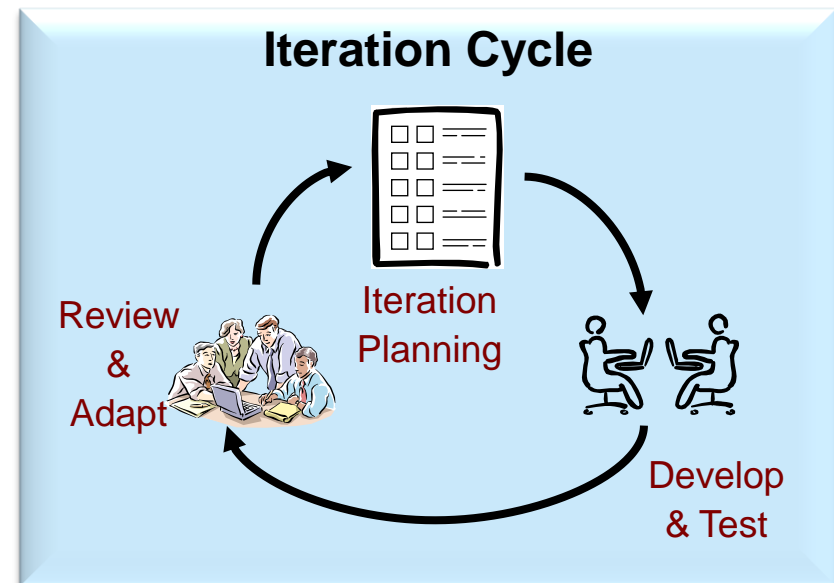 Iteration Cycle
Iteration
Planning
Review
&
Adapt
Develop
& Test